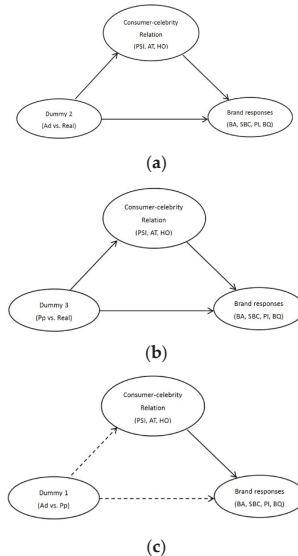 Consumer-celebrity
Relation
(PSI, AT, HO)
Dummy 2
(Ad vs. Real)
Brand responses
(BA, SBC, PI, BQ)
(a)
Consumer-celebrity
Relation
(PSI, AT, HO)
Dummy 3
(Pp vs. Real)
Brand responses
(BA, SBC, PI, BQ)
(b)
Consumer-celebrity
Relation
(PSI, AT, HO)
Dummy 1
(Ad vs. Pp)
Brand responses
(BA, SBC, PI, BQ)
(c)